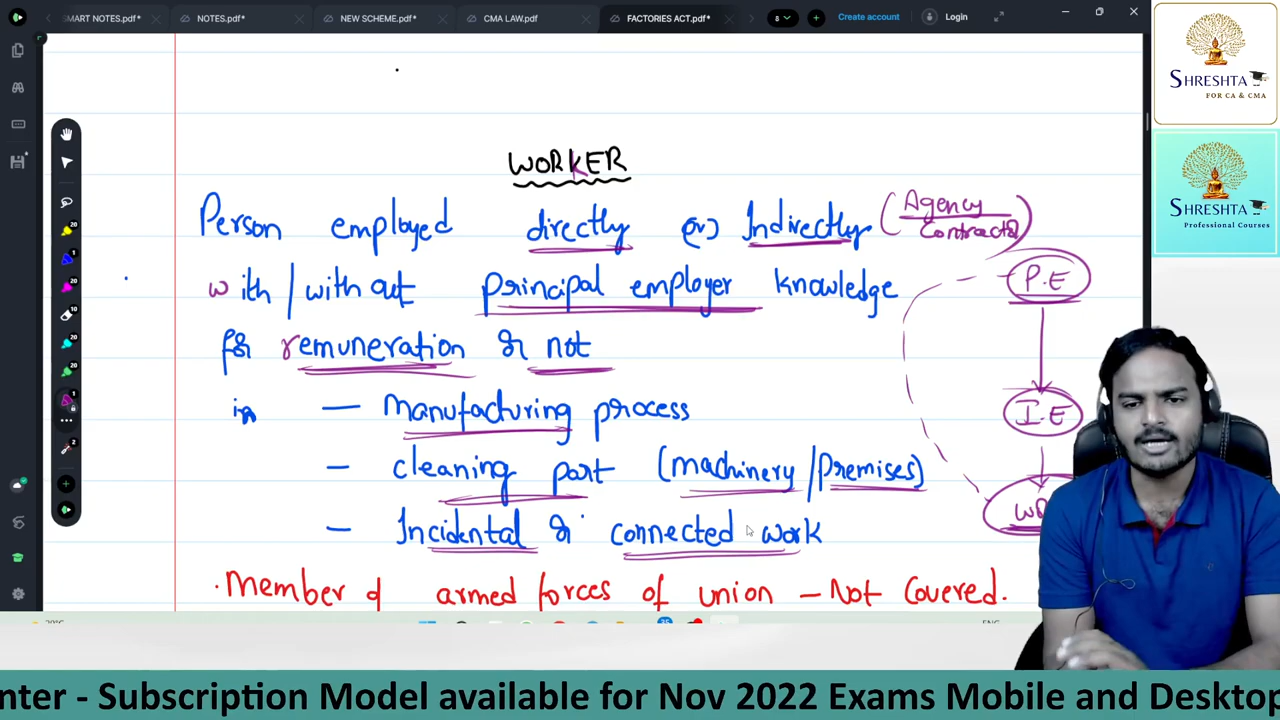 SMART NOTES.pdf*
NOTES.pdf*
NEW SCHEME.pdf*
CMA LAW.pdf
FACTORIES ACT.pdf*
8
Create account
Login
SHRESHTA
FOR CA & CMA
SHRESHTA
Professional Courses
WORKER
Person employed directly (or) Indirectly (Agency Contracts)
with/without principal employer knowledge
P.E
for remuneration or not
in — manufacturing process
I.E
— cleaning part (machinery/premises)
— Incidental or connected work
· Member of armed forces of union — Not Covered.
nter - Subscription Model available for Nov 2022 Exams Mobile and Desktop